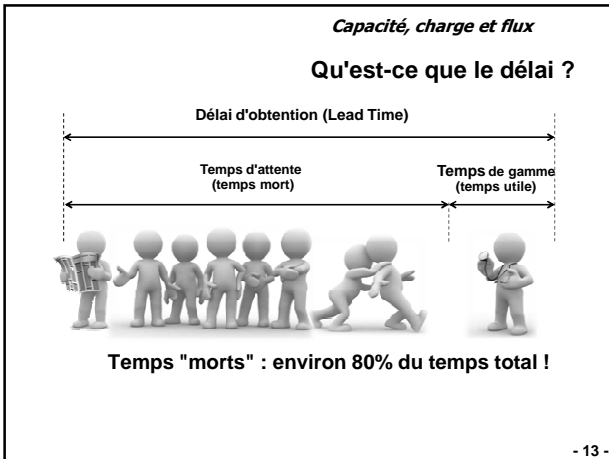 Capacité, charge et flux
Qu'est-ce que le délai ?
Délai d'obtention (Lead Time)
Temps d'attente
(temps mort)
Temps de gamme
(temps utile)
Temps "morts" : environ 80% du temps total !
- 13 -